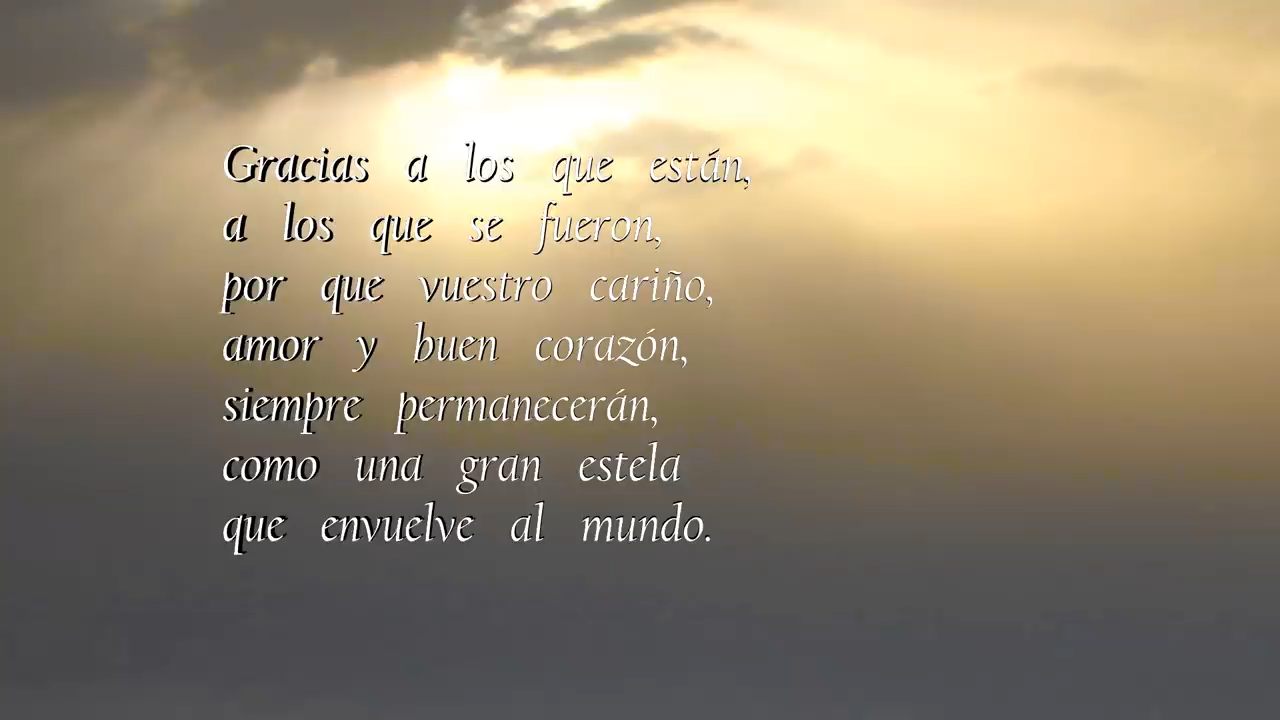 Gracias a los que están,
a los que se fueron,
por que vuestro cariño,
amor y buen corazón,
siempre permanecerán,
como una gran estela
que envuelve al mundo.